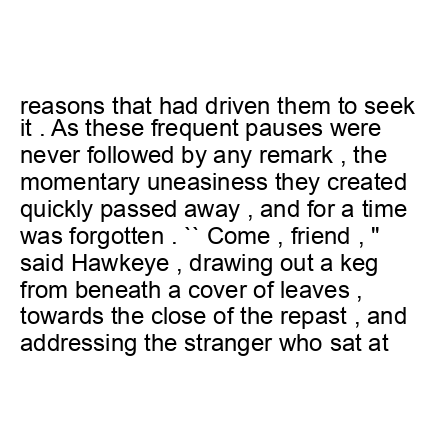 reasons that had driven them to seek
it . As these frequent pauses were
never followed by any remark , the
momentary uneasiness they created
quickly passed away , and for a time
was forgotten . `` Come , friend , "
said Hawkeye , drawing out a keg
from beneath a cover of leaves ,
towards the close of the repast , and
addressing the stranger who sat at